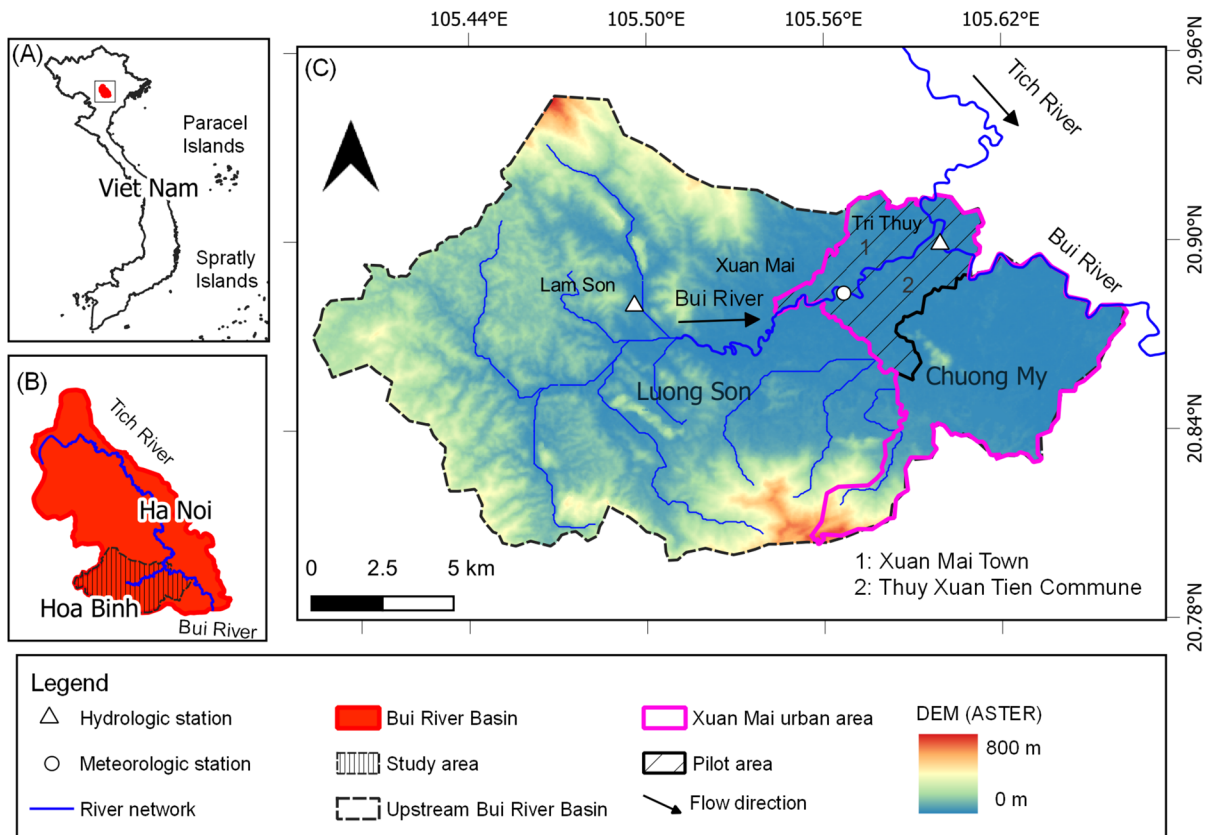 105.44°E
105.50°E
105.56°E
105.62°E
(A)
Paracel
Islands
Viet Nam
Spratly
Islands
(B)
Tich River
Ha Noi
Hoa Binh
Bui River
(C)
Tich River
20.96°N
20.90°N
20.84°N
20.78°N
Tri Thuy
1
2
Xuan Mai
Lam Son
Bui River
Bui River
Luong Son
Chuong My
0
2.5
5 km
1: Xuan Mai Town
2: Thuy Xuan Tien Commune
Legend
Hydrologic station
Meteorologic station
River network
Bui River Basin
Study area
Upstream Bui River Basin
Xuan Mai urban area
Pilot area
Flow direction
DEM (ASTER)
800 m
0 m